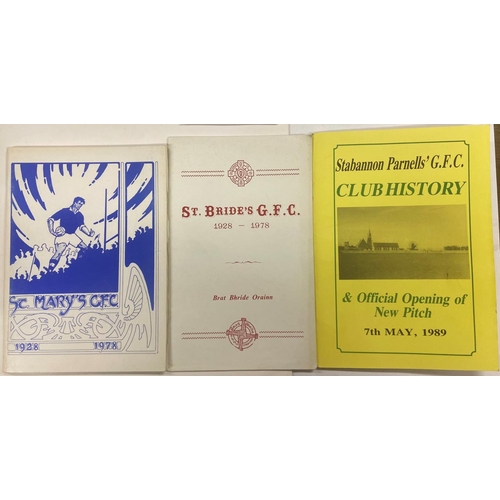 St. MARY'S G.F.C.
1928 1978
ST. BRIDE'S G.F.C.
1928 - 1978
Brat Bhride Orainn
Stabannon Parnells' G.F.C.
CLUB HISTORY
& Official Opening of
New Pitch
7th MAY, 1989